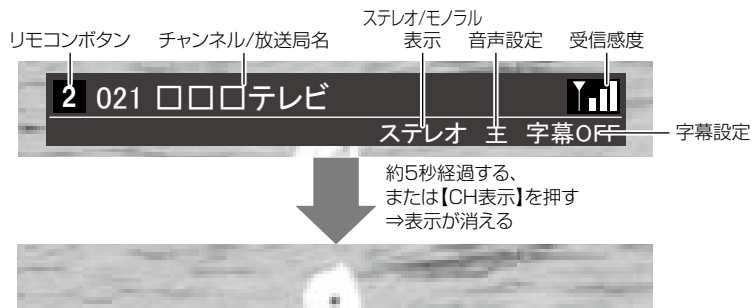 ステレオ/モノラル
リモコンボタン チャンネル/放送局名 表示 音声設定 受信感度
2 021 □□□テレビ
ステレオ 主 字幕OFF 字幕設定
約5秒経過する、
または【CH表示】を押す
⇒表示が消える